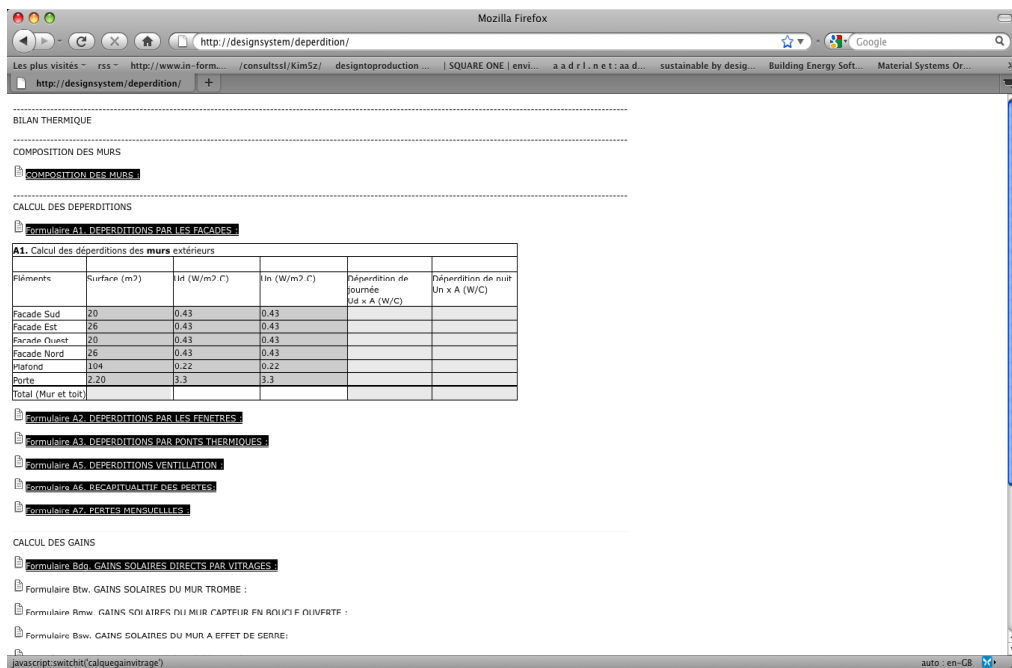 Mozilla Firefox
http://designsystem/deperdition/
Google
Les plus visités rss http://www.in-form.... /consultssl/Kim5z/ designtoproduction ... | SQUARE ONE | envi... a a d r l . n e t : aa d... sustainable by desig... Building Energy Soft... Material Systems Or...
http://designsystem/deperdition/ +
BILAN THERMIQUE
COMPOSITION DES MURS
COMPOSITION DES MURS :
CALCUL DES DEPERDITIONS
Formulaire A1. DEPERDITIONS PAR LES FACADES :
A1. Calcul des déperditions des murs extérieurs
Eléments Surface (m2) Ud (W/m2.C) Un (W/m2.C) Déperdition de journée Ud x A (W/C) Déperdition de nuit Un x A (W/C)
Facade Sud 20 0.43 0.43
Facade Est 26 0.43 0.43
Facade Ouest 20 0.43 0.43
Facade Nord 26 0.43 0.43
Plafond 104 0.22 0.22
Porte 2.20 3.3 3.3
Total (Mur et toit)
Formulaire A2. DEPERDITIONS PAR LES FENETRES :
Formulaire A3. DEPERDITIONS PAR PONTS THERMIQUES :
Formulaire A5. DEPERDITIONS VENTILLATION :
Formulaire A6. RECAPITUALITIF DES PERTES:
Formulaire A7. PERTES MENSUELLLES :
CALCUL DES GAINS
Formulaire Bdg. GAINS SOLAIRES DIRECTS PAR VITRAGES :
Formulaire Btw. GAINS SOLAIRES DU MUR TROMBE :
Formulaire Bmw. GAINS SOLAIRES DU MUR CAPTEUR EN BOUCLE OUVERTE :
Formulaire Bsw. GAINS SOLAIRES DU MUR A EFFET DE SERRE:
javascript:switchit('calquegainvitrage')
auto : en-GB